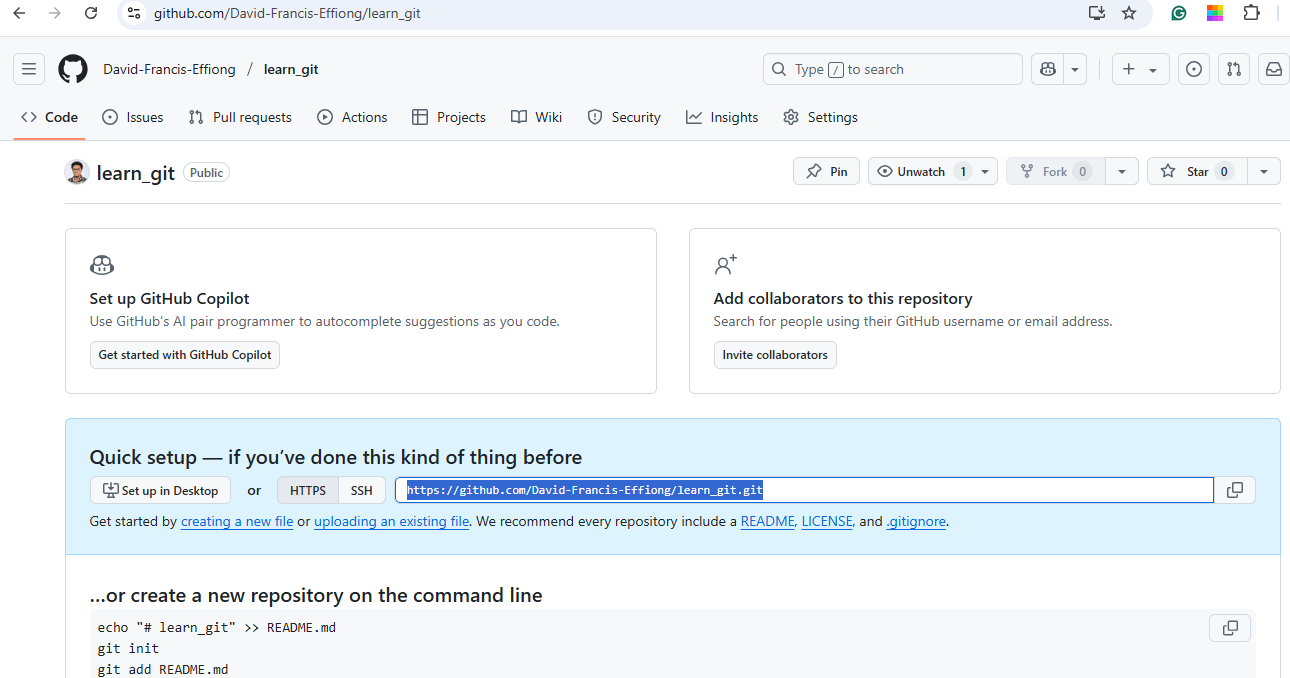 github.com/David-Francis-Effiong/learn_git
David-Francis-Effiong / learn_git
Type / to search
Code Issues Pull requests Actions Projects Wiki Security Insights Settings
learn_git Public
Pin Unwatch 1 Fork 0 Star 0
Set up GitHub Copilot
Use GitHub's AI pair programmer to autocomplete suggestions as you code.
Get started with GitHub Copilot
Add collaborators to this repository
Search for people using their GitHub username or email address.
Invite collaborators
Quick setup — if you’ve done this kind of thing before
Set up in Desktop or HTTPS SSH https://github.com/David-Francis-Effiong/learn_git.git
Get started by creating a new file or uploading an existing file. We recommend every repository include a README, LICENSE, and .gitignore.
…or create a new repository on the command line
echo "# learn_git" >> README.md
git init
git add README.md